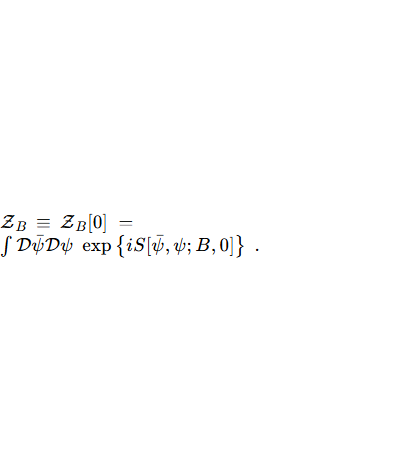 𝒵_B ≡ 𝒵_B[0] =
∫ 𝒟ψ̄𝒟ψ exp{iS[ψ̄, ψ; B, 0]} .